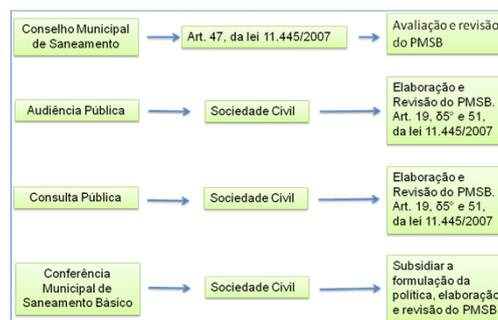 Conselho Municipal
de Saneamento
Art. 47, da lei 11.445/2007
Avaliação e revisão
do PMSB
Audiência Pública
Sociedade Civil
Elaboração e
Revisão do PMSB.
Art. 19, δ5° e 51,
da lei 11.445/2007
Consulta Pública
Sociedade Civil
Elaboração e
Revisão do PMSB.
Art. 19, δ5° e 51,
da lei 11.445/2007
Conferência
Municipal de
Saneamento Básico
Sociedade Civil
Subsidiar a
formulação da
política, elaboração
e revisão do PMSB